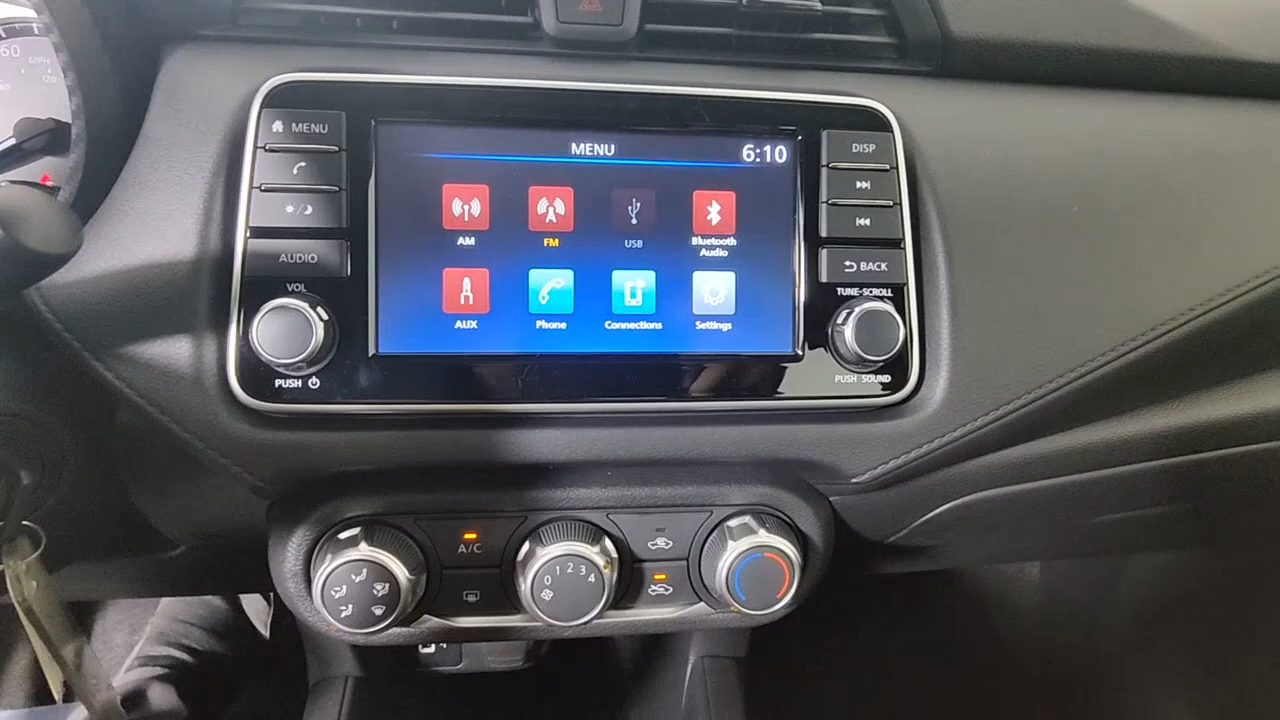 60
MPH
120
MENU
AUDIO
VOL
PUSH
MENU
6:10
AM
FM
USB
Bluetooth
Audio
AUX
Phone
Connections
Settings
DISP
BACK
TUNE-SCROLL
PUSH SOUND
A/C
0 1 2 3 4